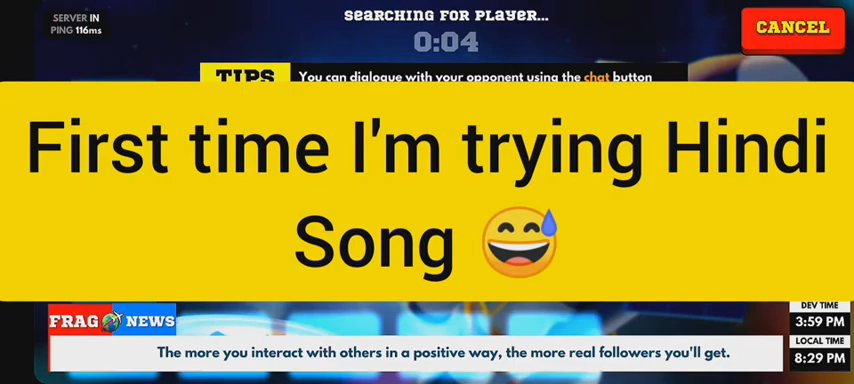 SERVER IN
PING 116ms
SEARCHING FOR PLAYER...
0:04
CANCEL
TIPS
You can dialogue with your opponent using the chat button
First time I'm trying Hindi
Song 😅
FRAG NEWS
The more you interact with others in a positive way, the more real followers you'll get.
DEV TIME
3:59 PM
LOCAL TIME
8:29 PM